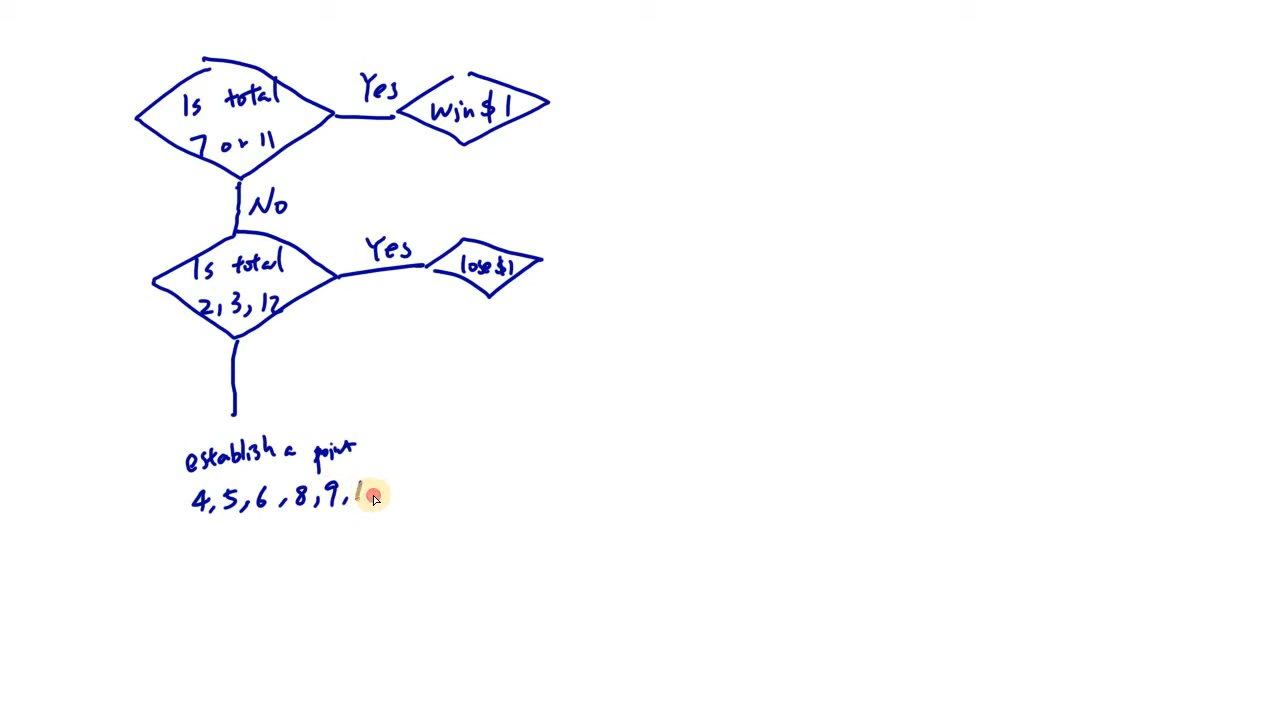 Is total
7 or 11
Yes
Win $1
No
Is total
2, 3, 12
Yes
lose $1
establish a point
4, 5, 6, 8, 9, 1